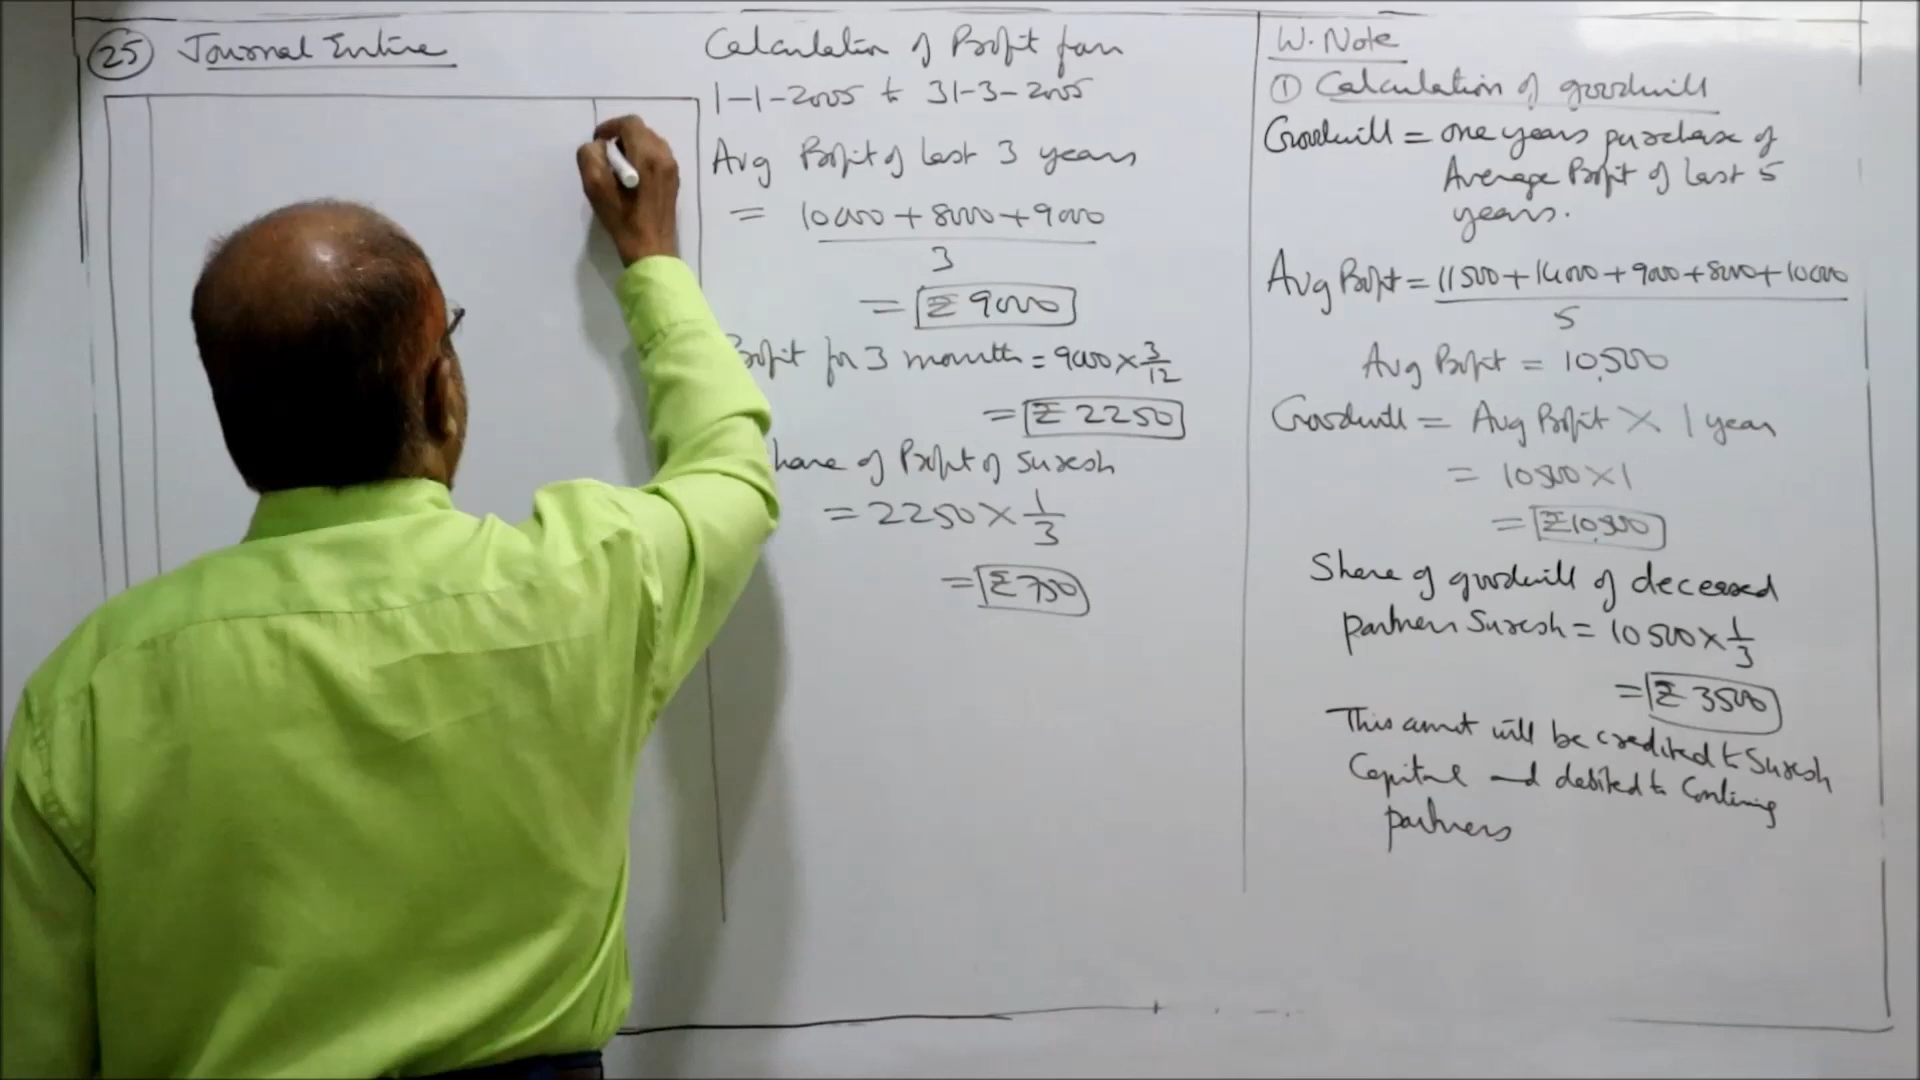 25 Journal Entire
Calculation of Profit from
1-1-2005 to 31-3-2005
Avg Profit of last 3 years
= 10000 + 8000 + 9000
3
= ₹ 9000
Profit for 3 month = 9000 × 3/12
= ₹ 2250
hare of Profit of Suresh
= 2250 × 1/3
= ₹ 750
W. Note
① Calculation of goodwill
Goodwill = one years purchase of
Average Profit of last 5
years.
Avg Profit = 11500 + 14000 + 9000 + 8000 + 10000
5
Avg Profit = 10,500
Goodwill = Avg Profit × 1 year
= 10500 × 1
= ₹ 10,500
Share of goodwill of deceased
partners Suresh = 10500 × 1/3
= ₹ 3500
This amnt will be credited to Suresh
Capital and debited to Continuing
partners